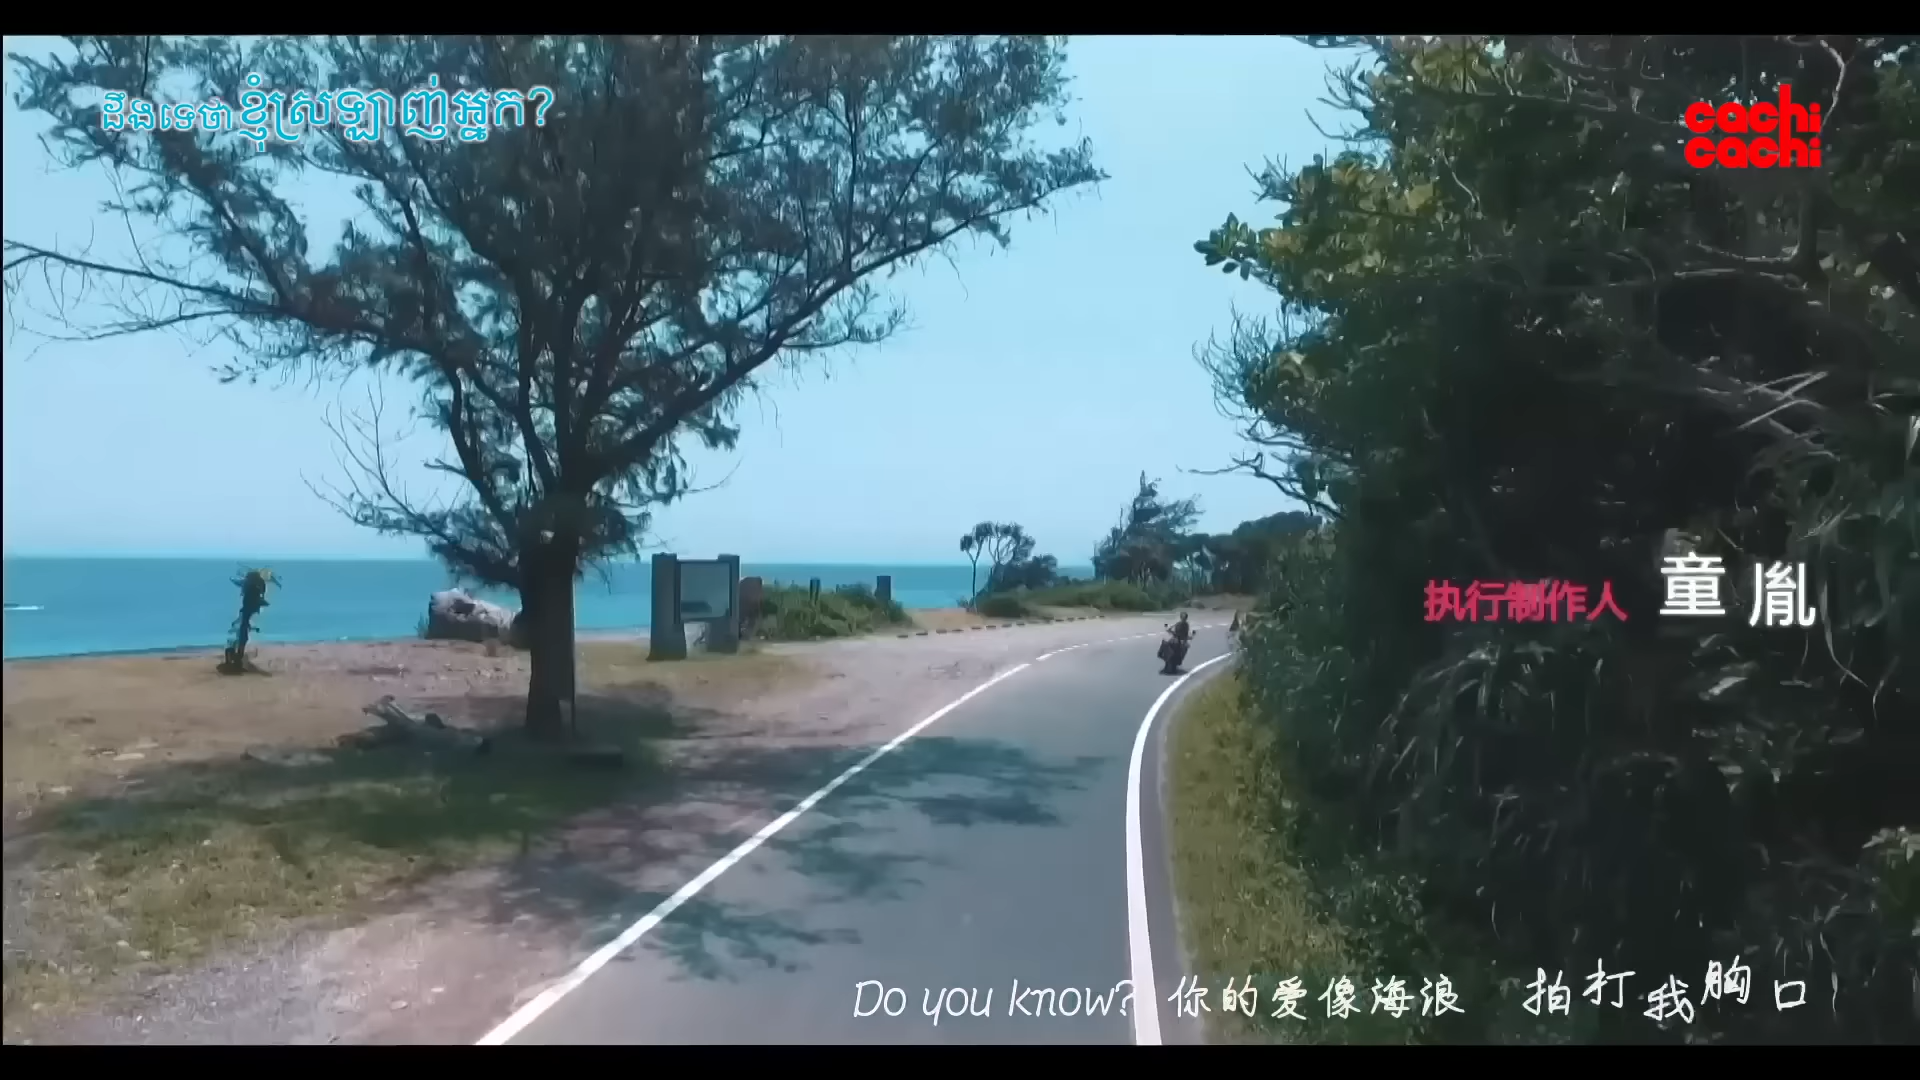 ដឹងទេថាខ្ញុំស្រឡាញ់អ្នក?
cachi
cachi
执行制作人 童胤
Do you know? 你的爱像海浪 拍打我胸口